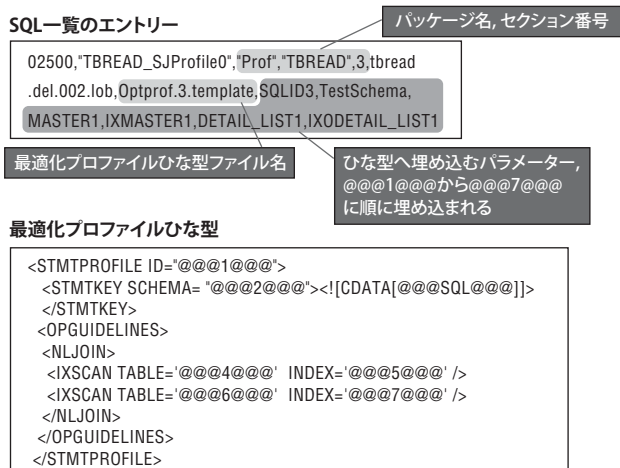 SQL一覧のエントリー
パッケージ名, セクション番号
02500,"TBREAD_SJProfile0","Prof","TBREAD",3,tbread
.del.002.lob,Optprof.3.template,SQLID3,TestSchema,
MASTER1,IXMASTER1,DETAIL_LIST1,IXODETAIL_LIST1
最適化プロファイルひな型ファイル名
ひな型へ埋め込むパラメーター,
@@@1@@@から@@@7@@@
に順に埋め込まれる
最適化プロファイルひな型
<STMTPROFILE ID="@@@1@@@">
<STMTKEY SCHEMA= "@@@2@@@"><![CDATA[@@@SQL@@@]]>
</STMTKEY>
<OPGUIDELINES>
<NLJOIN>
<IXSCAN TABLE='@@@4@@@' INDEX='@@@5@@@' />
<IXSCAN TABLE='@@@6@@@' INDEX='@@@7@@@' />
</NLJOIN>
</OPGUIDELINES>
</STMTPROFILE>